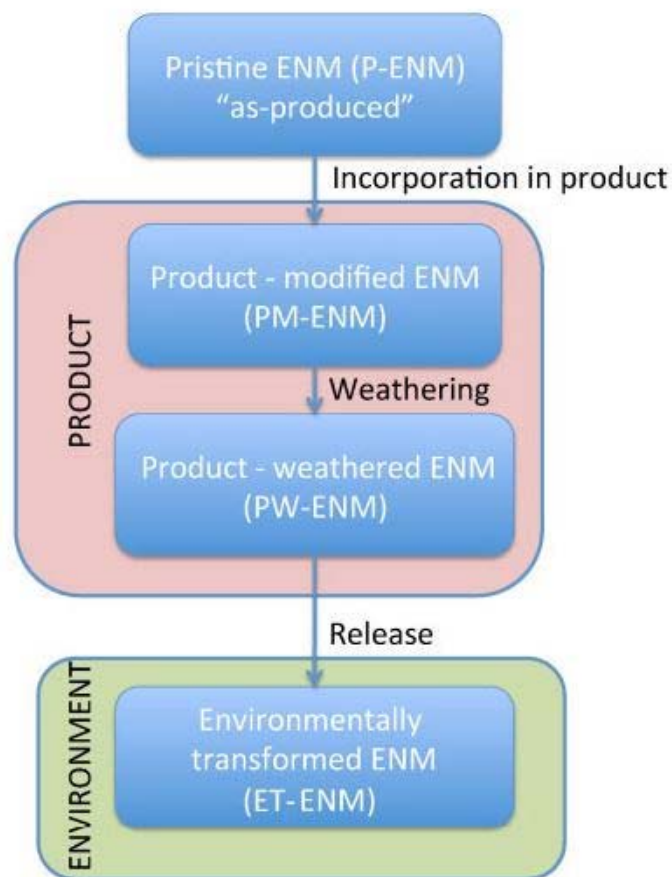 Pristine ENM (P-ENM)
“as-produced”
Incorporation in product
PRODUCT
Product - modified ENM
(PM-ENM)
Weathering
Product - weathered ENM
(PW-ENM)
Release
ENVIRONMENT
Environmentally
transformed ENM
(ET-ENM)